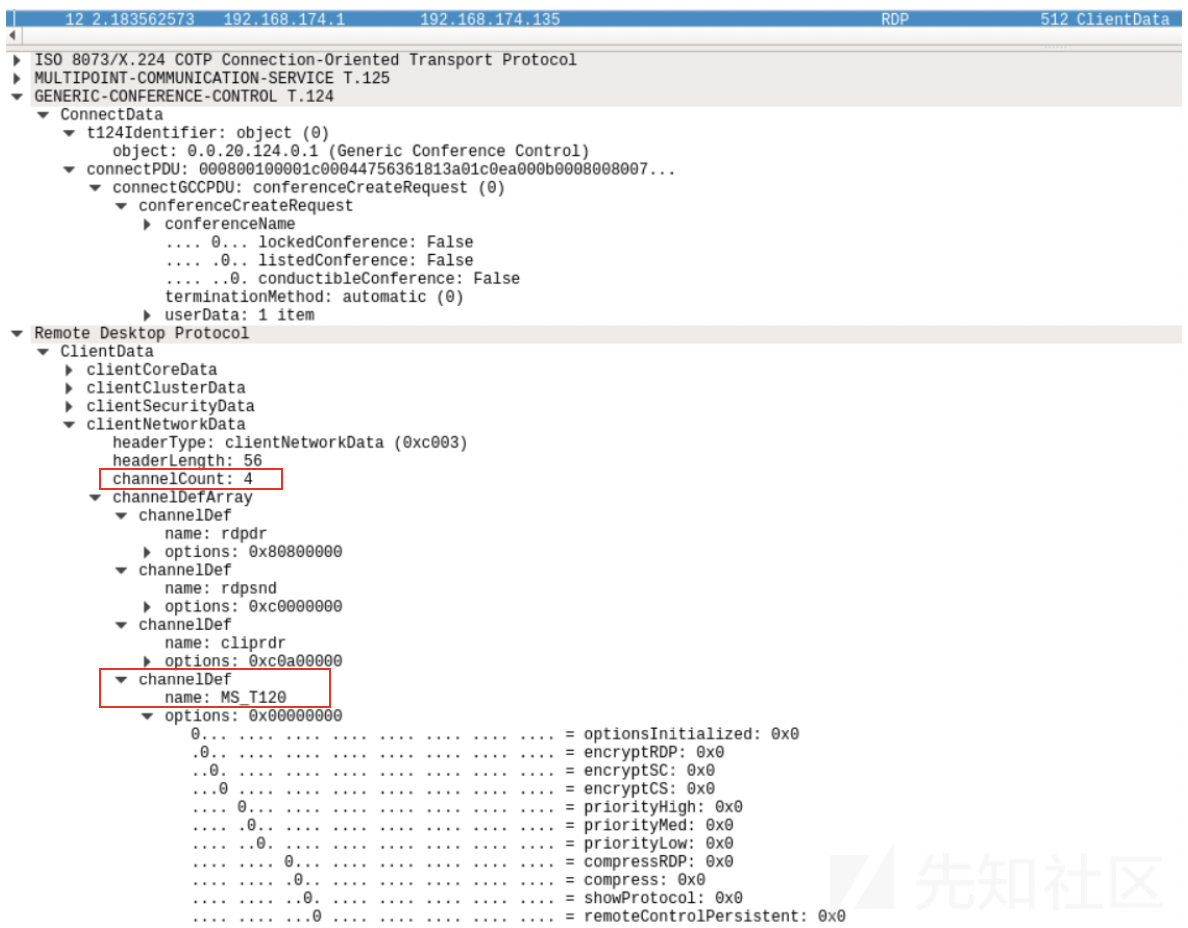 12 2.183562573 192.168.174.1 192.168.174.135 RDP 512 ClientData
ISO 8073/X.224 COTP Connection-Oriented Transport Protocol
MULTIPOINT-COMMUNICATION-SERVICE T.125
GENERIC-CONFERENCE-CONTROL T.124
ConnectData
t124Identifier: object (0)
object: 0.0.20.124.0.1 (Generic Conference Control)
connectPDU: 000800100001c00044756361813a01c0ea000b0008008007...
connectGCCPDU: conferenceCreateRequest (0)
conferenceCreateRequest
conferenceName
.... 0... lockedConference: False
.... .0.. listedConference: False
.... ..0. conductibleConference: False
terminationMethod: automatic (0)
userData: 1 item
Remote Desktop Protocol
ClientData
clientCoreData
clientClusterData
clientSecurityData
clientNetworkData
headerType: clientNetworkData (0xc003)
headerLength: 56
channelCount: 4
channelDefArray
channelDef
name: rdpdr
options: 0x80800000
channelDef
name: rdpsnd
options: 0xc0000000
channelDef
name: cliprdr
options: 0xc0a00000
channelDef
name: MS_T120
options: 0x00000000
0... .... .... .... .... .... .... .... = optionsInitialized: 0x0
.0.. .... .... .... .... .... .... .... = encryptRDP: 0x0
..0. .... .... .... .... .... .... .... = encryptSC: 0x0
...0 .... .... .... .... .... .... .... = encryptCS: 0x0
.... 0... .... .... .... .... .... .... = priorityHigh: 0x0
.... .0.. .... .... .... .... .... .... = priorityMed: 0x0
.... ..0. .... .... .... .... .... .... = priorityLow: 0x0
.... .... 0... .... .... .... .... .... = compressRDP: 0x0
.... .... .0.. .... .... .... .... .... = compress: 0x0
.... .... ..0. .... .... .... .... .... = showProtocol: 0x0
.... .... ...0 .... .... .... .... .... = remoteControlPersistent: 0x0
先知社区